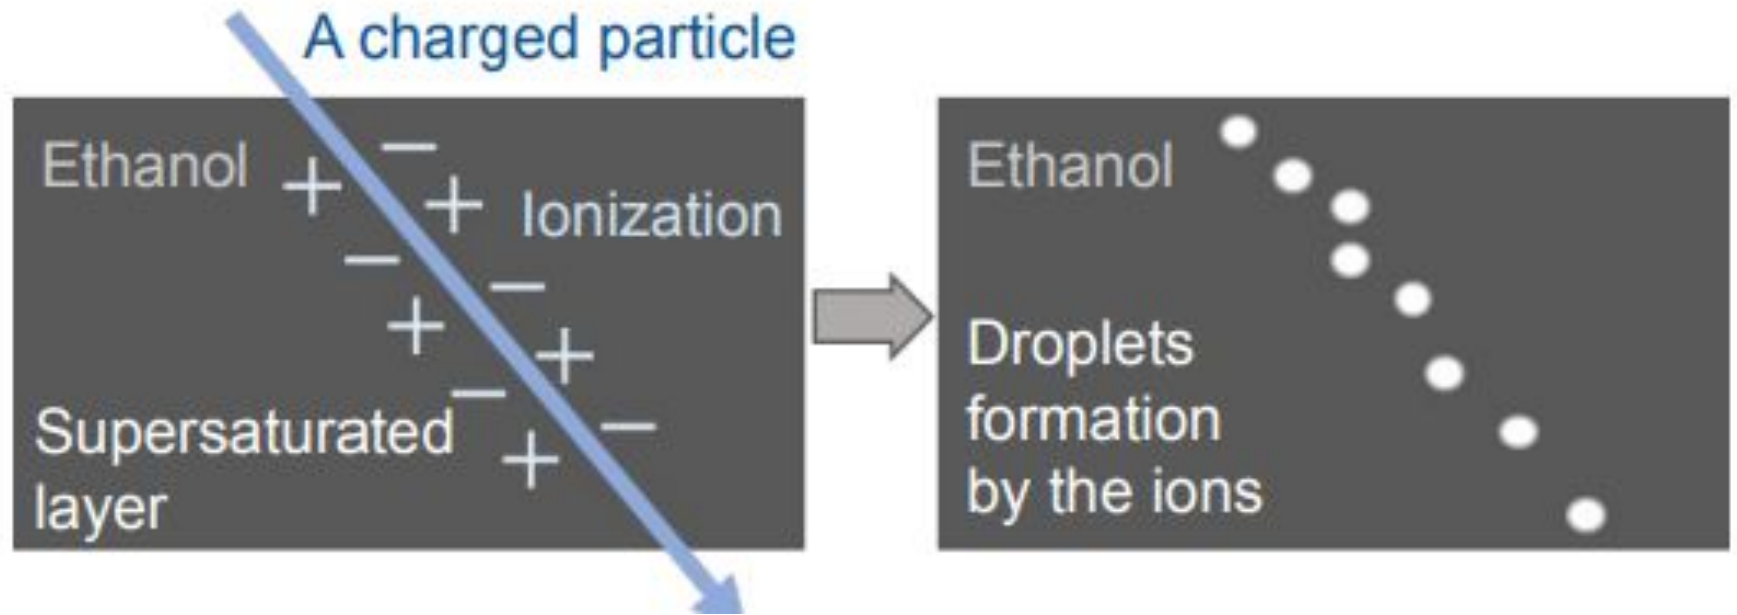 A charged particle
Ethanol
Ionization
Supersaturated
layer
Ethanol
Droplets
formation
by the ions